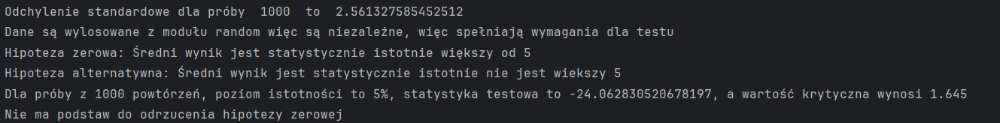 Odchylenie standardowe dla próby  1000  to  2.561327585452512
Dane są wylosowane z modułu random więc są niezależne, więc spełniają wymagania dla testu
Hipoteza zerowa: Średni wynik jest statystycznie istotnie większy od 5
Hipoteza alternatywna: Średni wynik jest statystycznie istotnie nie jest wiekszy 5
Dla próby z 1000 powtórzeń, poziom istotności to 5%, statystyka testowa to -24.062830520678197, a wartość krytyczna wynosi 1.645
Nie ma podstaw do odrzucenia hipotezy zerowej